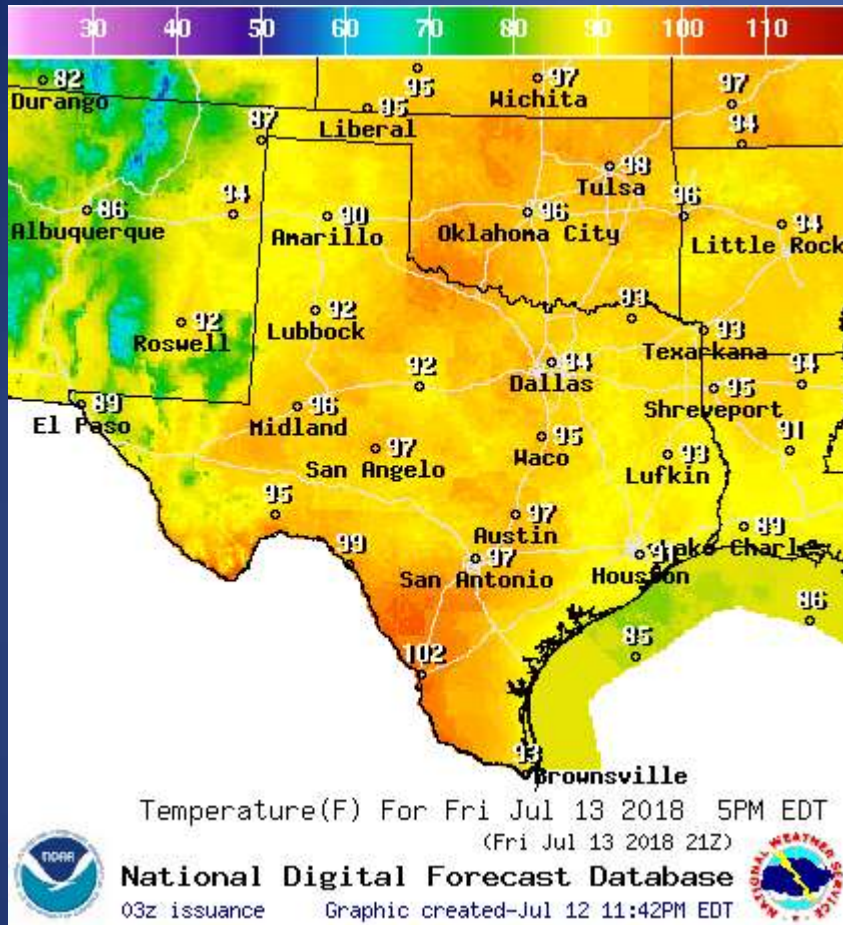 30 40 50 60 70 80 90 100 110
82
Durango
95
97
Wichita
97
95
Liberal
87
94
98
Tulsa
86
Albuquerque
94
90
Amarillo
96
Oklahoma City
96
94
Little Rock
92
Roswell
92
Lubbock
93
93
Texarkana
92
94
Dallas
94
95
Shreveport
89
El Paso
96
Midland
97
San Angelo
95
Waco
93
Lufkin
91
95
97
Austin
89
Lake Charles
99
97
San Antonio
91
Houston
86
85
102
93
Brownsville
Temperature(F) For Fri Jul 13 2018 5PM EDT
(Fri Jul 13 2018 21Z)
National Digital Forecast Database
03z issuance Graphic created-Jul 12 11:42PM EDT
NOAA
NATIONAL WEATHER SERVICE